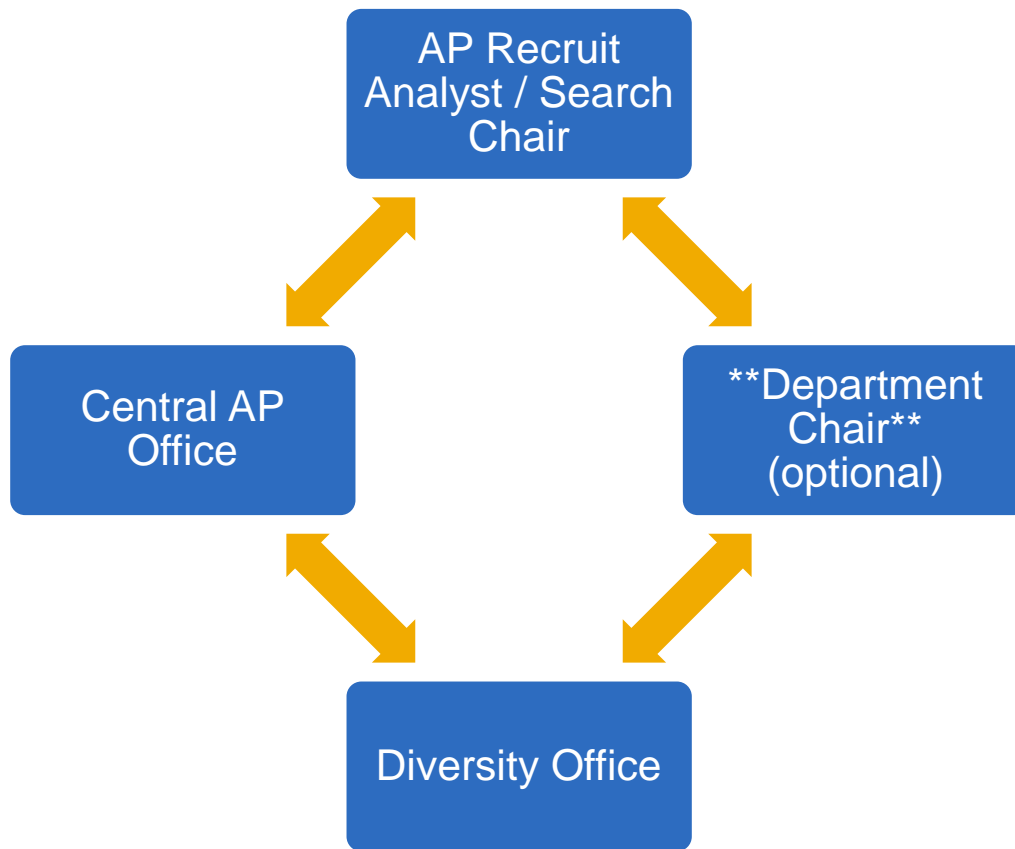 AP Recruit
Analyst / Search
Chair
Central AP
Office
**Department
Chair**
(optional)
Diversity Office